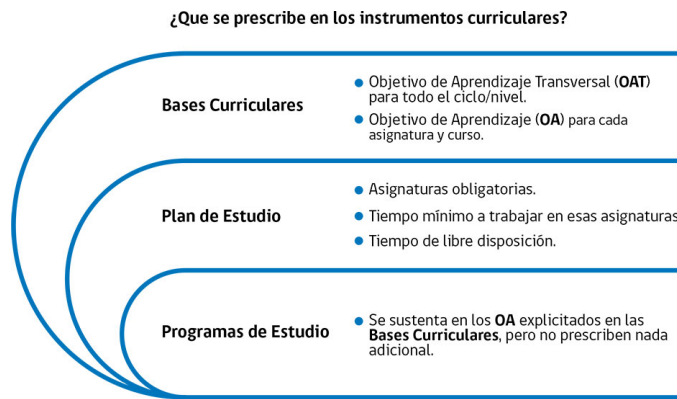 ¿Que se prescribe en los instrumentos curriculares?
Bases Curriculares
● Objetivo de Aprendizaje Transversal (OAT)
para todo el ciclo/nivel.
● Objetivo de Aprendizaje (OA) para cada
asignatura y curso.
Plan de Estudio
● Asignaturas obligatorias.
● Tiempo mínimo a trabajar en esas asignaturas
● Tiempo de libre disposición.
Programas de Estudio
● Se sustenta en los OA explicitados en las
Bases Curriculares, pero no prescriben nada
adicional.